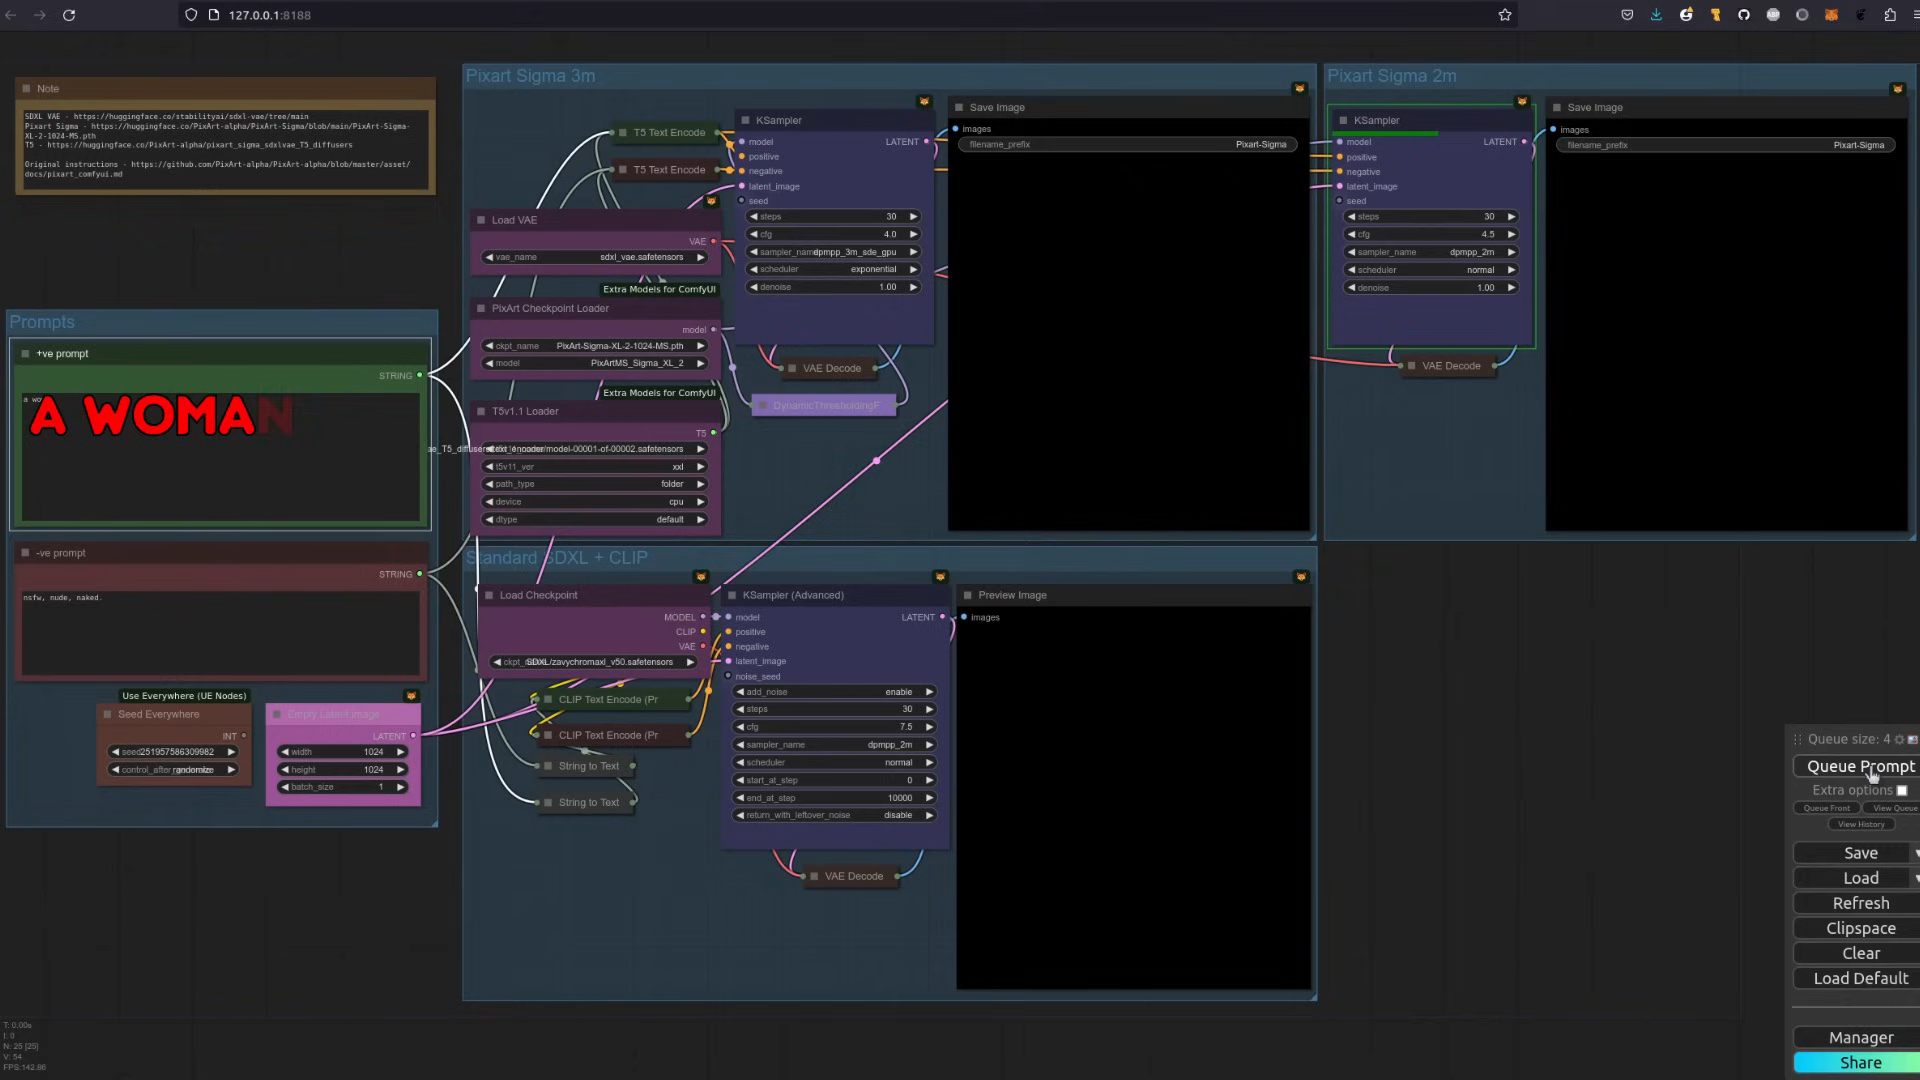 127.0.0.1:8188
Note
SDXL VAE - https://huggingface.co/stabilityai/sdxl-vae/tree/main
Pixart Sigma - https://huggingface.co/PixArt-alpha/PixArt-Sigma/blob/main/PixArt-Sigma-
XL-2-1024-MS.pth
T5 - https://huggingface.co/PixArt-alpha/pixart_sigma_sdxlvae_T5_diffusers
Original instructions - https://github.com/PixArt-alpha/PixArt-alpha/blob/master/asset/
docs/pixart_comfyui.md
Prompts
+ve prompt
STRING
A WOMAN
-ve prompt
STRING
nsfw, nude, naked.
Use Everywhere (UE Nodes)
Seed Everywhere
INT
seed 251957586309982
control_after randomize
Empty Latent Image
LATENT
width 1024
height 1024
batch_size 1
Pixart Sigma 3m
T5 Text Encode
T5 Text Encode
Load VAE
VAE
vae_name sdxl_vae.safetensors
Extra Models for ComfyUI
PixArt Checkpoint Loader
model
ckpt_name PixArt-Sigma-XL-2-1024-MS.pth
model PixArtMS_Sigma_XL_2
Extra Models for ComfyUI
T5v1.1 Loader
T5
ae_T5_diffusers
text_encoder/model-00001-of-00002.safetensors
t5v11_ver xxl
path_type folder
device cpu
dtype default
KSampler
model LATENT
positive
negative
latent_image
seed
steps 30
cfg 4.0
sampler_name dpmpp_3m_sde_gpu
scheduler exponential
denoise 1.00
VAE Decode
DynamicThresholdingF
Save Image
images
filename_prefix Pixart-Sigma
Pixart Sigma 2m
KSampler
model LATENT
positive
negative
latent_image
seed
steps 30
cfg 4.5
sampler_name dpmpp_2m
scheduler normal
denoise 1.00
VAE Decode
Save Image
images
filename_prefix Pixart-Sigma
Standard SDXL + CLIP
Load Checkpoint
MODEL
CLIP
VAE
SDXL/zavychromaxl_v50.safetensors
CLIP Text Encode (Pr
CLIP Text Encode (Pr
String to Text
String to Text
KSampler (Advanced)
model LATENT
positive
negative
latent_image
noise_seed
add_noise enable
steps 30
cfg 7.5
sampler_name dpmpp_2m
scheduler normal
start_at_step 0
end_at_step 10000
return_with_leftover_noise disable
VAE Decode
Preview Image
images
Queue size: 4
Queue Prompt
Extra options
Queue Front View Queue
View History
Save
Load
Refresh
Clipspace
Clear
Load Default
Manager
Share
T: 0.00s
I: 0
N: 25 [25]
V: 54
FPS:142.86